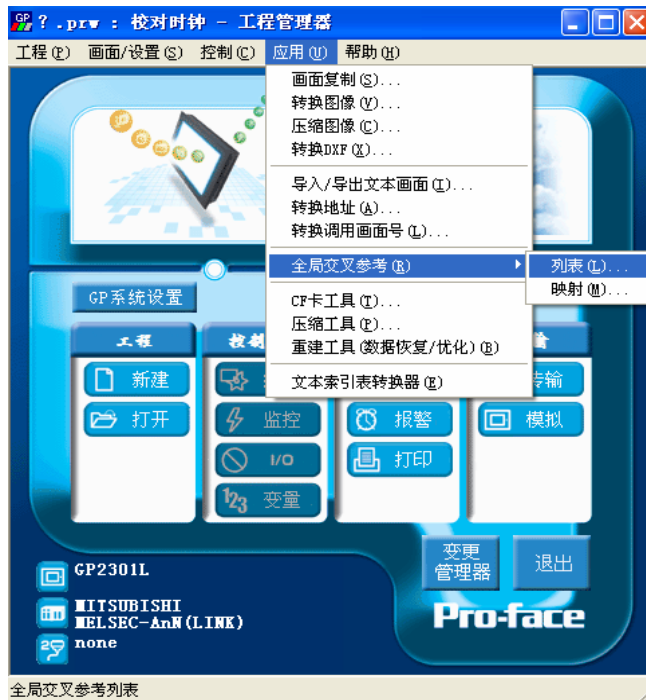 ?.prw : 校对时钟 - 工程管理器
工程(P) 画面/设置(S) 控制(C) 应用(U) 帮助(H)
画面复制(S)...
转换图像(V)...
压缩图像(C)...
转换DXF(X)...
导入/导出文本画面(I)...
转换地址(A)...
转换调用画面号(L)...
全局交叉参考(R)
列表(L)...
映射(M)...
CF卡工具(T)...
压缩工具(P)...
重建工具(数据恢复/优化)(B)
文本索引表转换器(E)
GP系统设置
工程
控制
新建
打开
监控
I/O
123 变量
报警
打印
传输
模拟
变更
管理器
退出
GP2301L
MITSUBISHI
MELSEC-AnN(LINK)
none
Pro-face
全局交叉参考列表